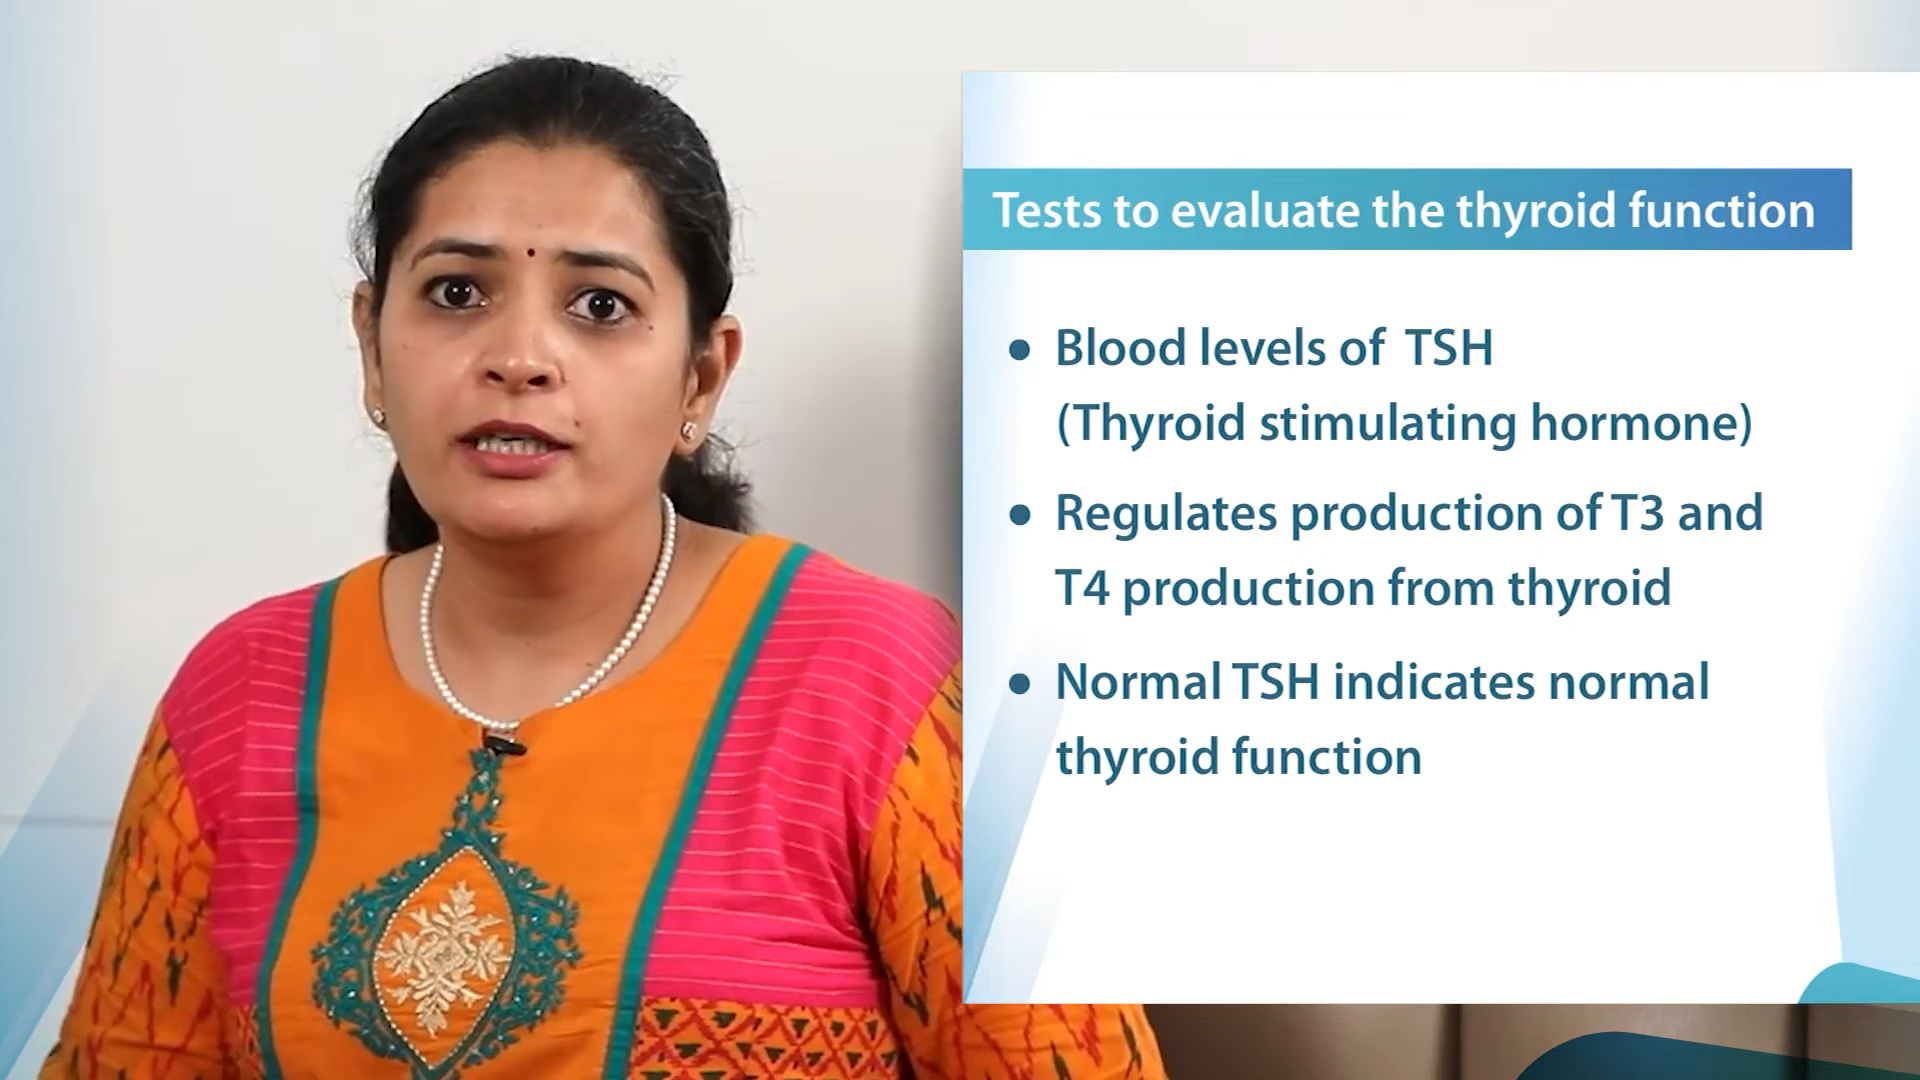 Tests to evaluate the thyroid function
• Blood levels of TSH
(Thyroid stimulating hormone)
• Regulates production of T3 and
T4 production from thyroid
• Normal TSH indicates normal
thyroid function